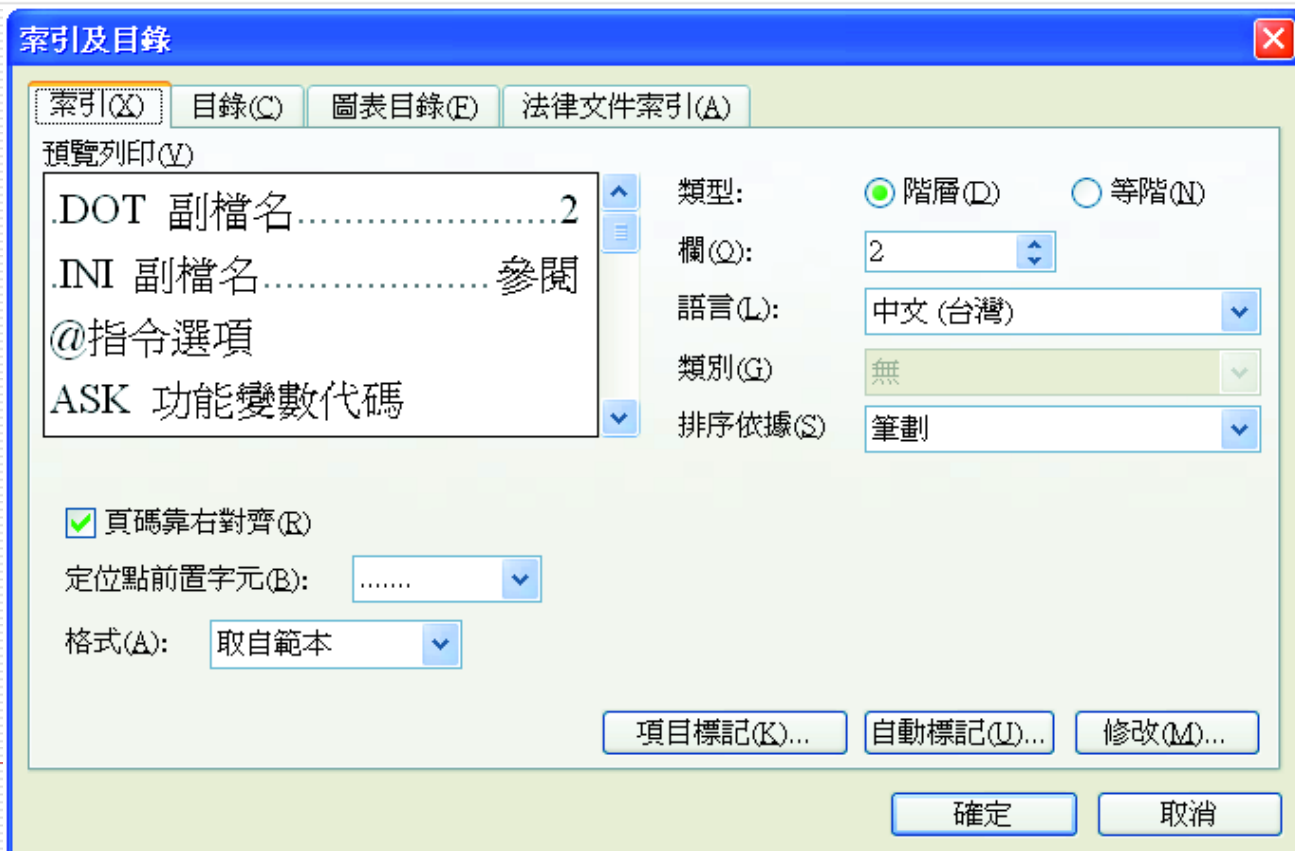 索引及目錄
索引(X) 目錄(C) 圖表目錄(F) 法律文件索引(A)
預覽列印(V)
.DOT 副檔名.......................2
.INI 副檔名....................參閱
@指令選項
ASK 功能變數代碼
類型: 階層(D) 等階(N)
欄(O): 2
語言(L): 中文 (台灣)
類別(G) 無
排序依據(S) 筆劃
頁碼靠右對齊(R)
定位點前置字元(B): .......
格式(A): 取自範本
項目標記(K)... 自動標記(U)... 修改(M)...
確定 取消